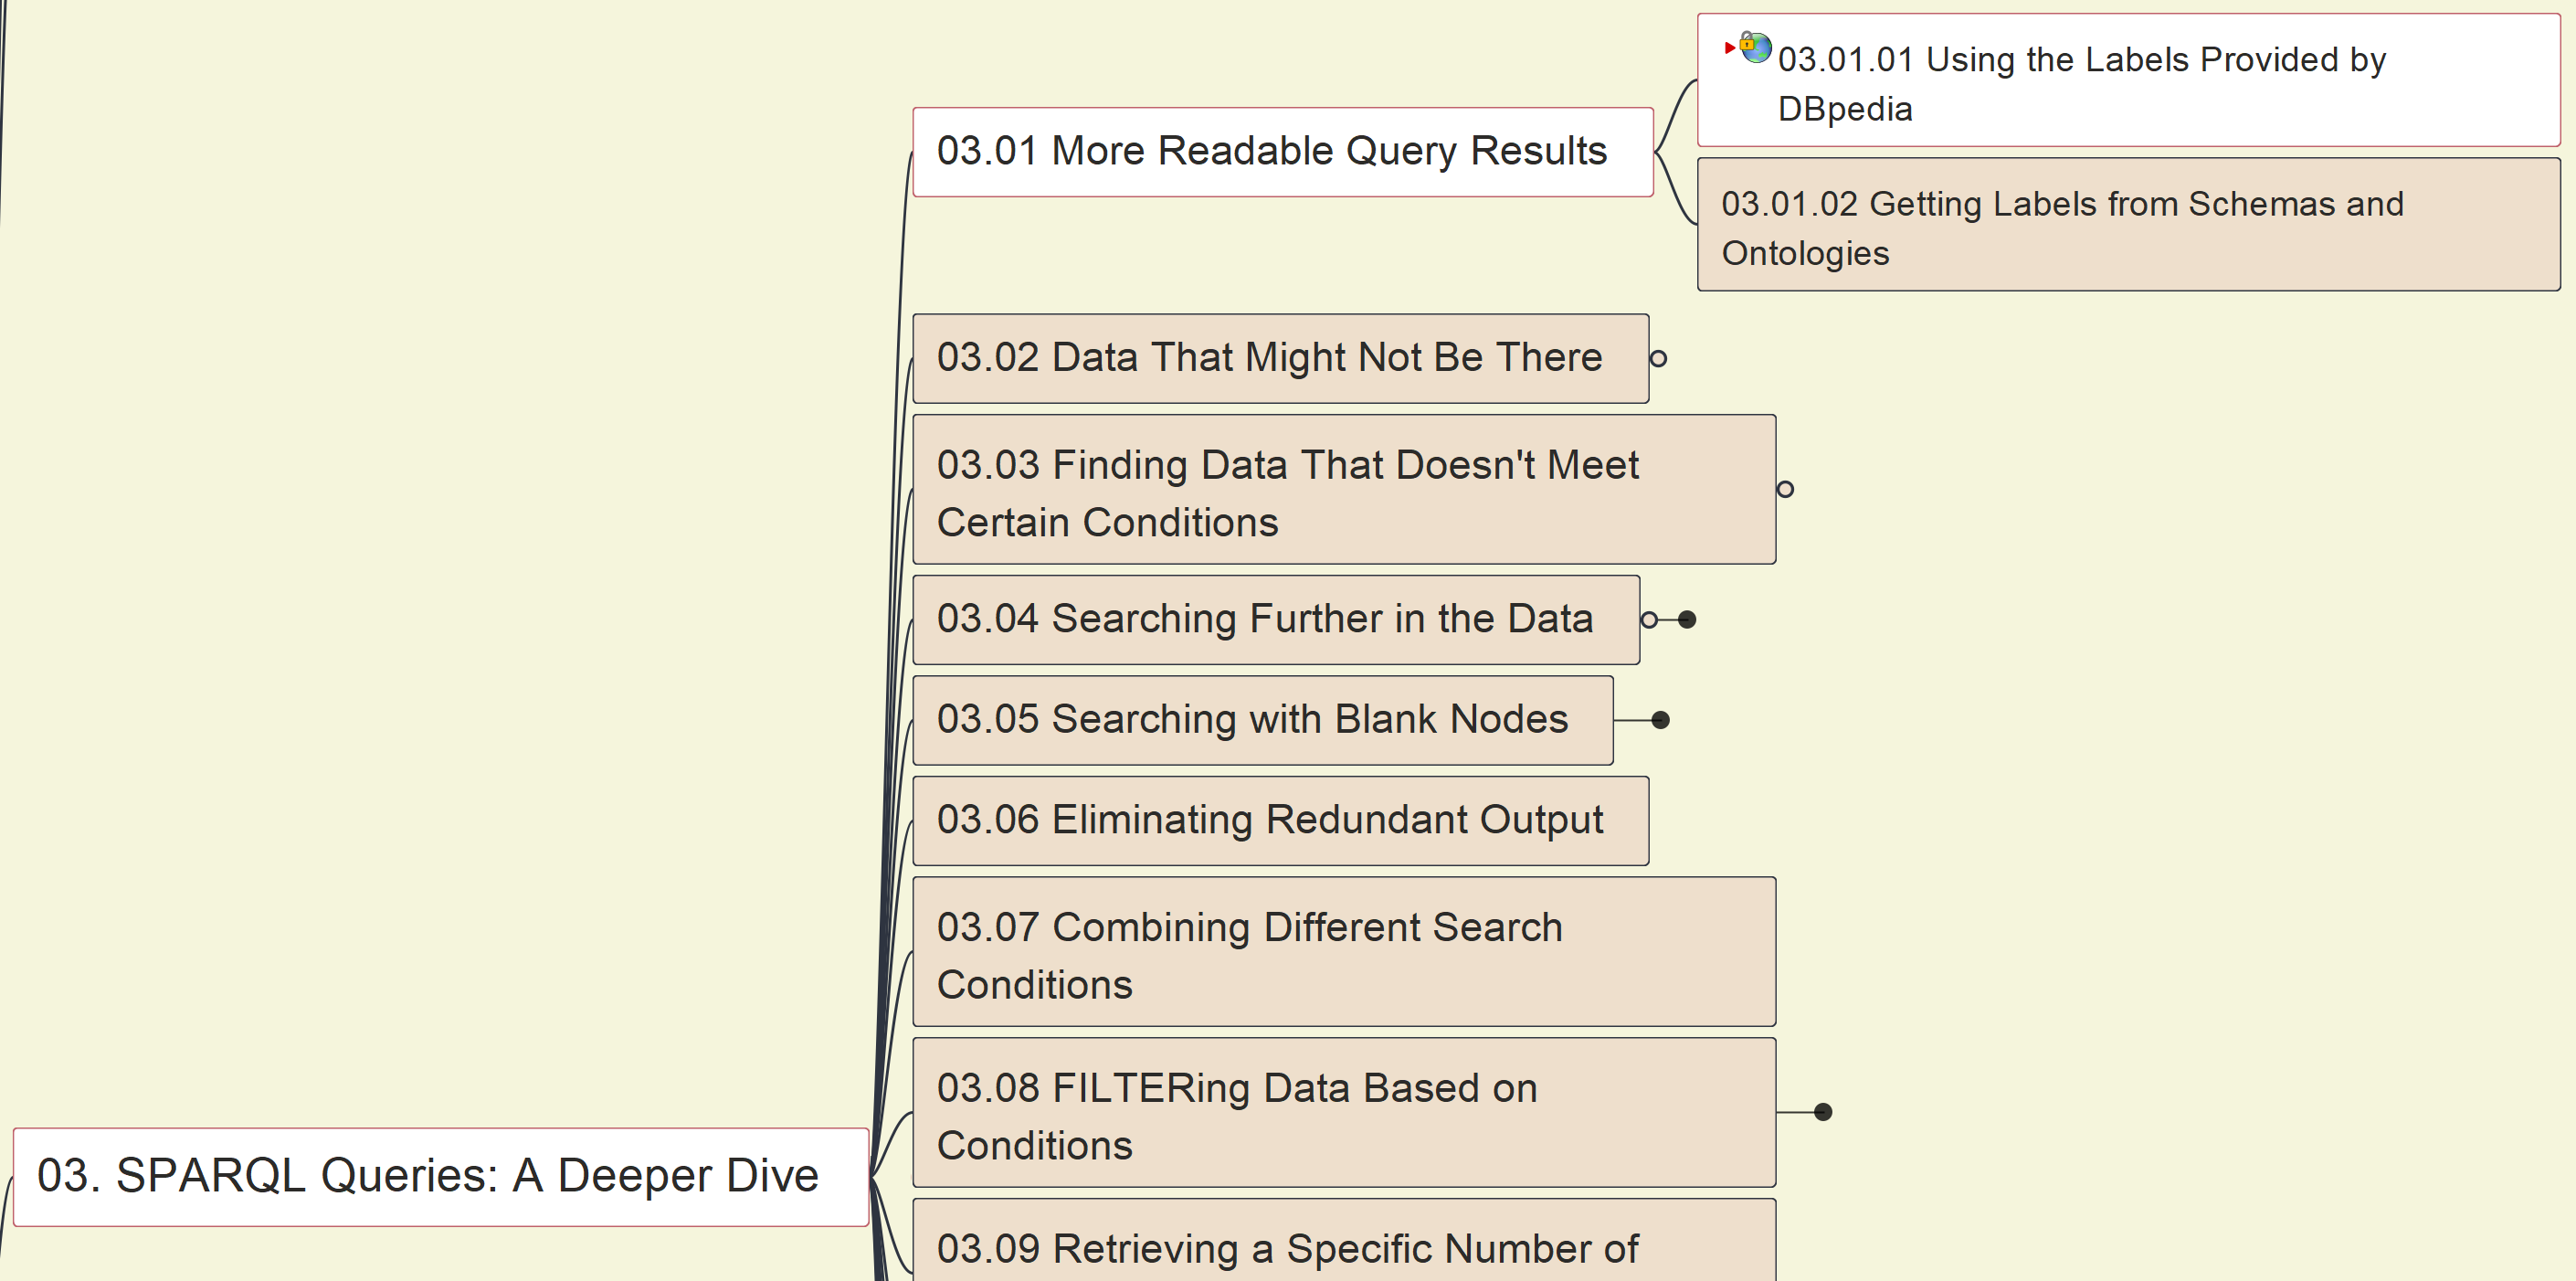 03.01.01 Using the Labels Provided by
DBpedia
03.01 More Readable Query Results
03.01.02 Getting Labels from Schemas and
Ontologies
03.02 Data That Might Not Be There
03.03 Finding Data That Doesn't Meet
Certain Conditions
03.04 Searching Further in the Data
03.05 Searching with Blank Nodes
03.06 Eliminating Redundant Output
03.07 Combining Different Search
Conditions
03.08 FILTERing Data Based on
Conditions
03. SPARQL Queries: A Deeper Dive
03.09 Retrieving a Specific Number of